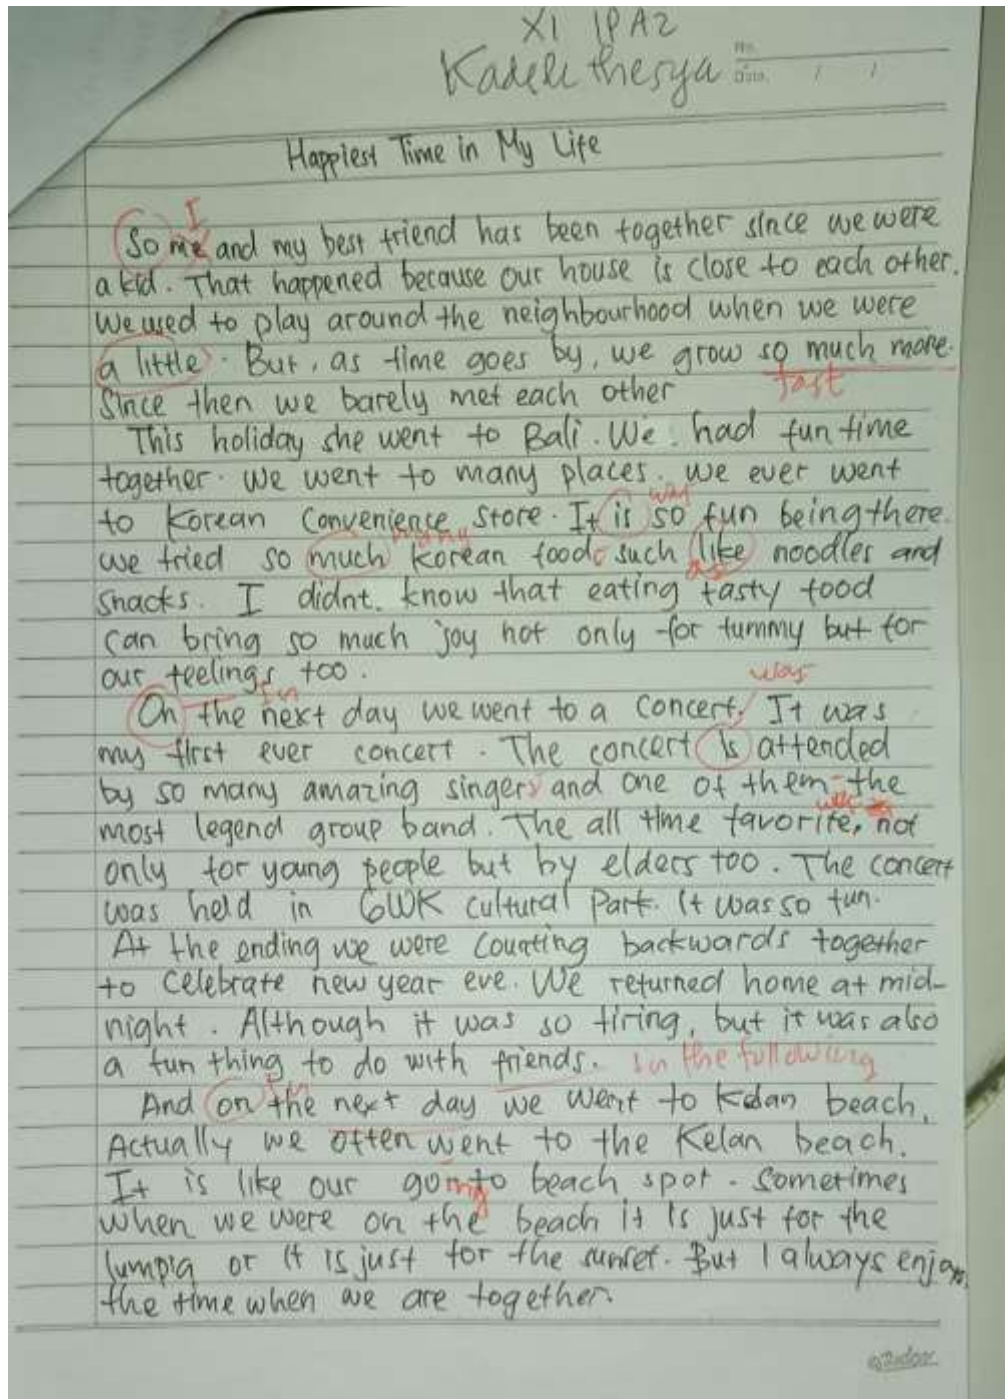 XI IPA2
thesya
No.
Date. / /
Happiest Time in My Life
I
So me and my best friend has been together since we were
a kid. That happened because our house is close to each other.
We used to play around the neighbourhood when we were
a little. But, as time goes by, we grow so much more.
fast
Since then we barely met each other
This holiday she went to Bali. We had fun time
together. We went to many places. We ever went
was
to Korean Convenience Store. It is so fun being there.
many
we tried so much korean food such like noodles and
as
snacks. I didnt know that eating tasty food
can bring so much joy not only for tummy but for
our feelings too.
In was
On the next day we went to a concert. It was
my first ever concert. The concert is attended
by so many amazing singers and one of them the
most legend group band. The all time favorite, not
only for young people but by elders too. The concert
was held in GWK Cultural Park. It was so fun.
At the ending we were counting backwards together
to celebrate new year eve. We returned home at mid-
night. Although it was so tiring, but it was also
a fun thing to do with friends. In the following
In
And on the next day we went to Kelan beach.
Actually we often went to the Kelan beach.
It is like our go to beach spot. Sometimes
ing
when we were on the beach it is just for the
lumpia or it is just for the sunset. But I always enjoy
the time when we are together.